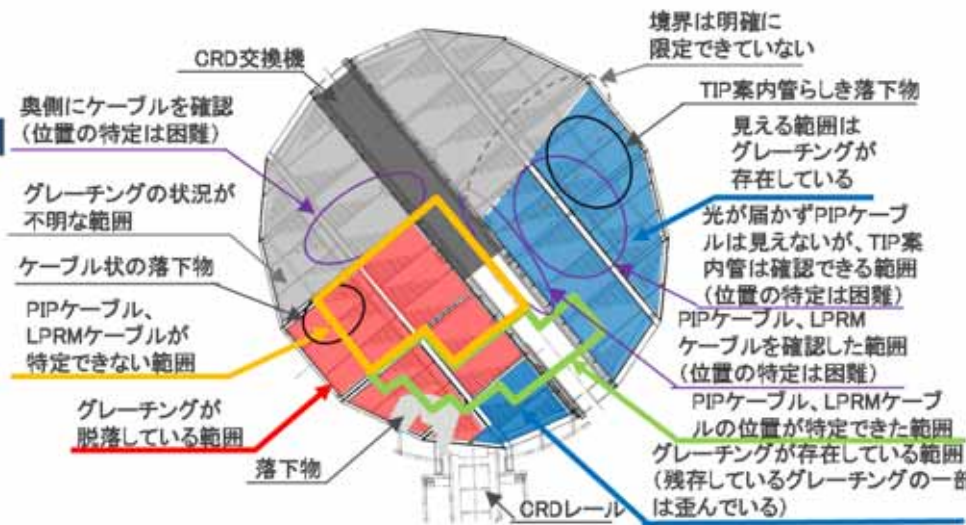 境界は明確に
限定できていない
CRD交換機
TIP案内管らしき落下物
奥側にケーブルを確認
(位置の特定は困難)
見える範囲は
グレーチングが
存在している
グレーチングの状況が
不明な範囲
光が届かずPIPケーブ
ルは見えないが、TIP案
内管は確認できる範囲
(位置の特定は困難)
ケーブル状の落下物
PIPケーブル、
LPRMケーブルが
特定できない範囲
PIPケーブル、LPRM
ケーブルを確認した範囲
(位置の特定は困難)
グレーチングが
脱落している範囲
PIPケーブル、LPRMケーブ
ルの位置が特定できた範囲
落下物
グレーチングが存在している範囲
(残存しているグレーチングの一部
は歪んでいる)
CRDレール